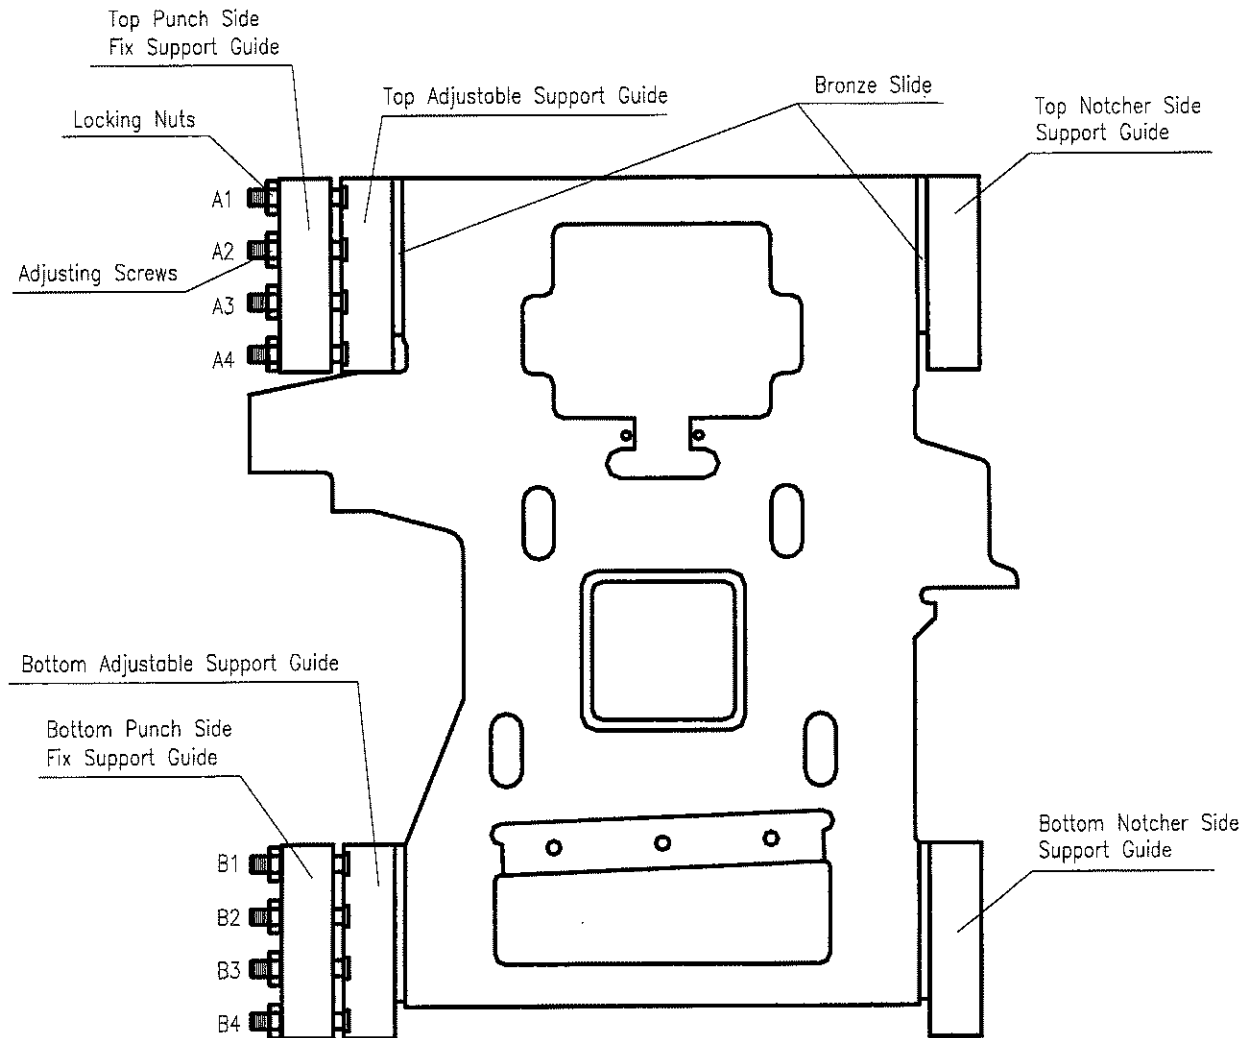 Top Punch Side
Fix Support Guide
Top Adjustable Support Guide
Bronze Slide
Top Notcher Side
Support Guide
Locking Nuts
A1
A2
Adjusting Screws
A3
A4
Bottom Adjustable Support Guide
Bottom Punch Side
Fix Support Guide
Bottom Notcher Side
Support Guide
B1
B2
B3
B4